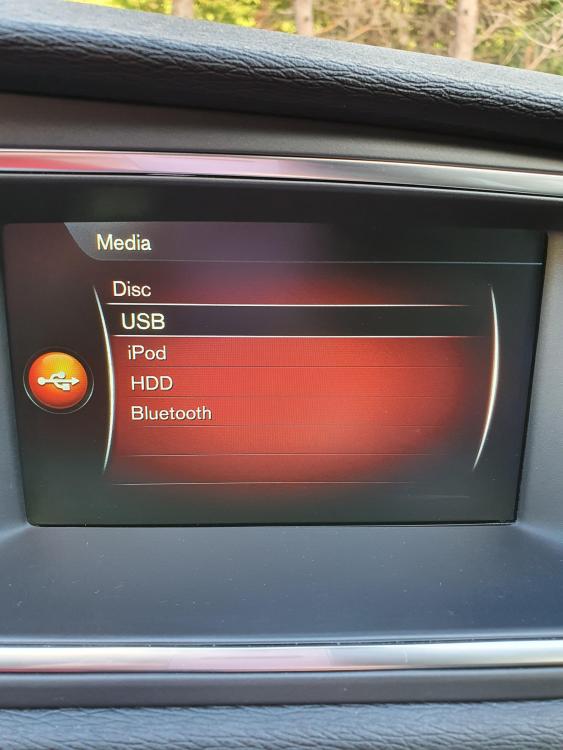 Media
Disc
USB
iPod
HDD
Bluetooth